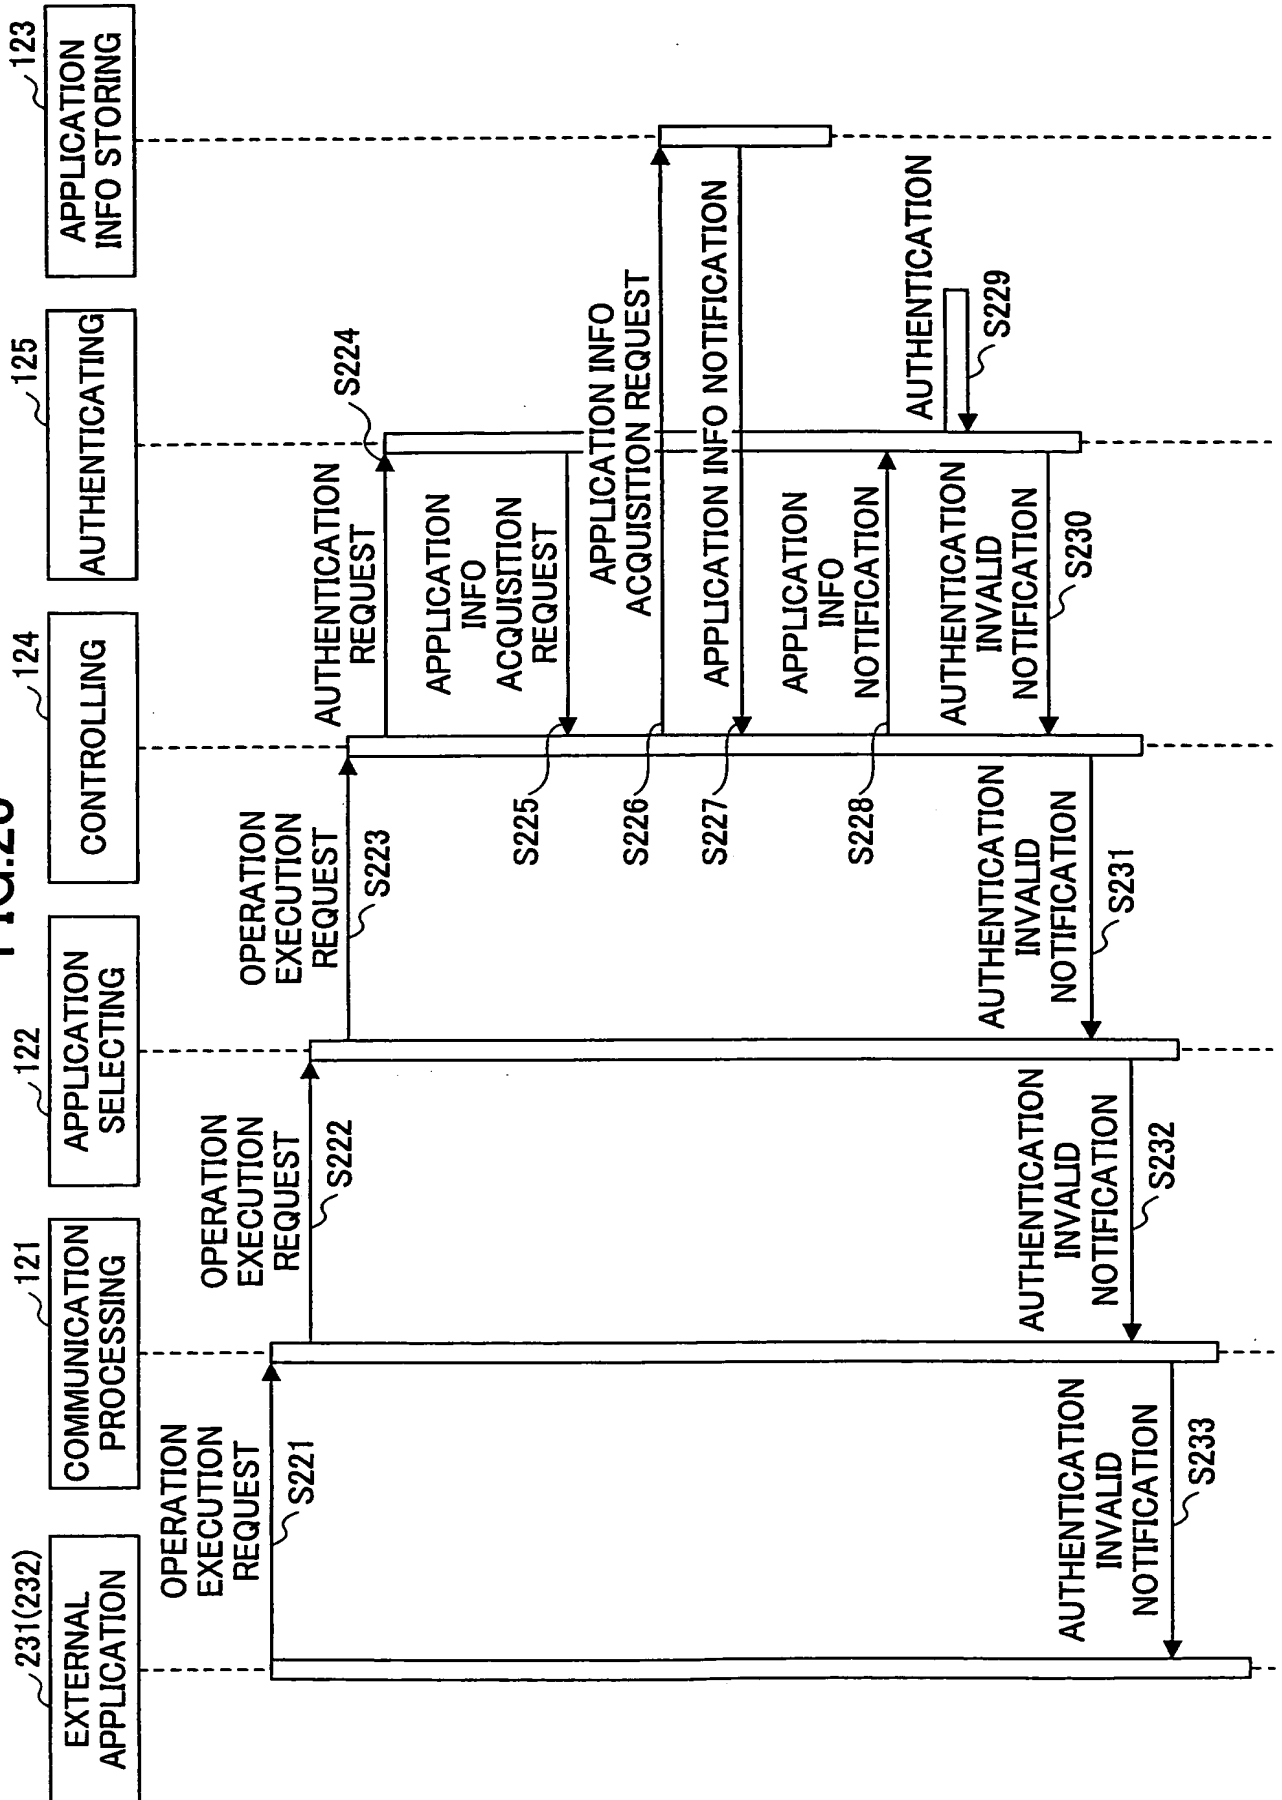 231(232)
EXTERNAL
APPLICATION
121
COMMUNICATION
PROCESSING
122
APPLICATION
SELECTING
124
CONTROLLING
125
AUTHENTICATING
123
APPLICATION
INFO STORING
OPERATION
EXECUTION
REQUEST
S221
OPERATION
EXECUTION
REQUEST
S222
OPERATION
EXECUTION
REQUEST
S223
AUTHENTICATION
REQUEST
S224
APPLICATION
INFO
ACQUISITION
REQUEST
S225
APPLICATION INFO
ACQUISITION REQUEST
S226
APPLICATION INFO NOTIFICATION
S227
APPLICATION
INFO
NOTIFICATION
S228
AUTHENTICATION
S229
AUTHENTICATION
INVALID
NOTIFICATION
S230
AUTHENTICATION
INVALID
NOTIFICATION
S231
AUTHENTICATION
INVALID
NOTIFICATION
S232
AUTHENTICATION
INVALID
NOTIFICATION
S233